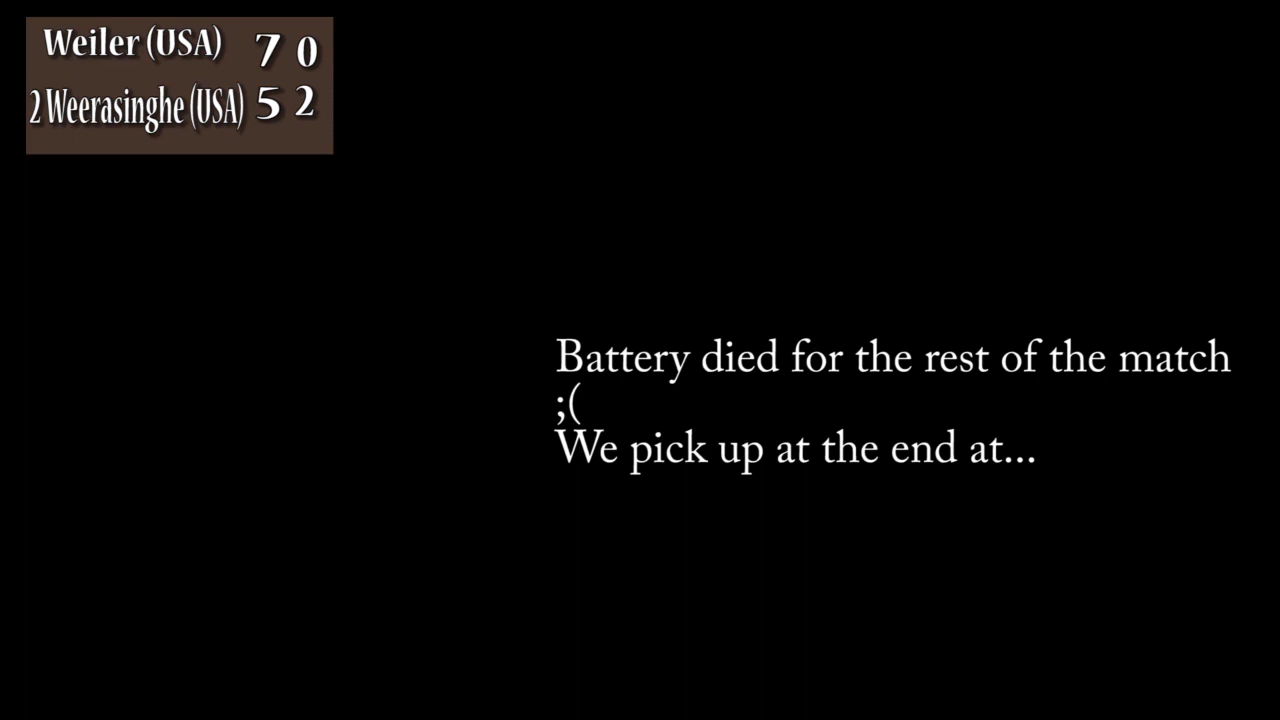 Weiler (USA) 7 0
2 Weerasinghe (USA) 5 2
Battery died for the rest of the match
;(
We pick up at the end at...